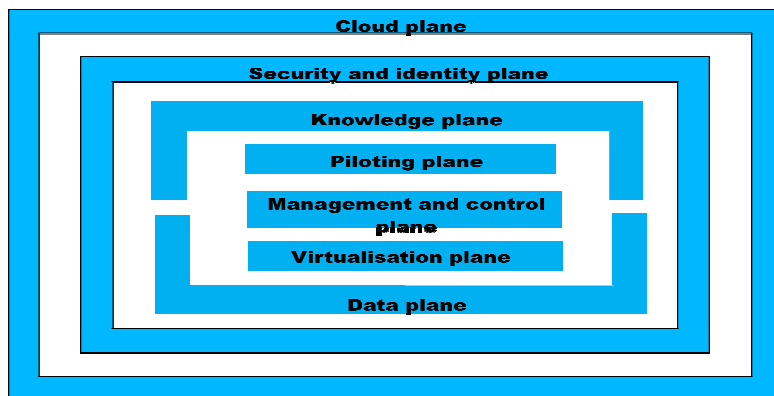 Cloud plane
Security and identity plane
Knowledge plane
Piloting plane
Management and control
plane
Virtualisation plane
Data plane